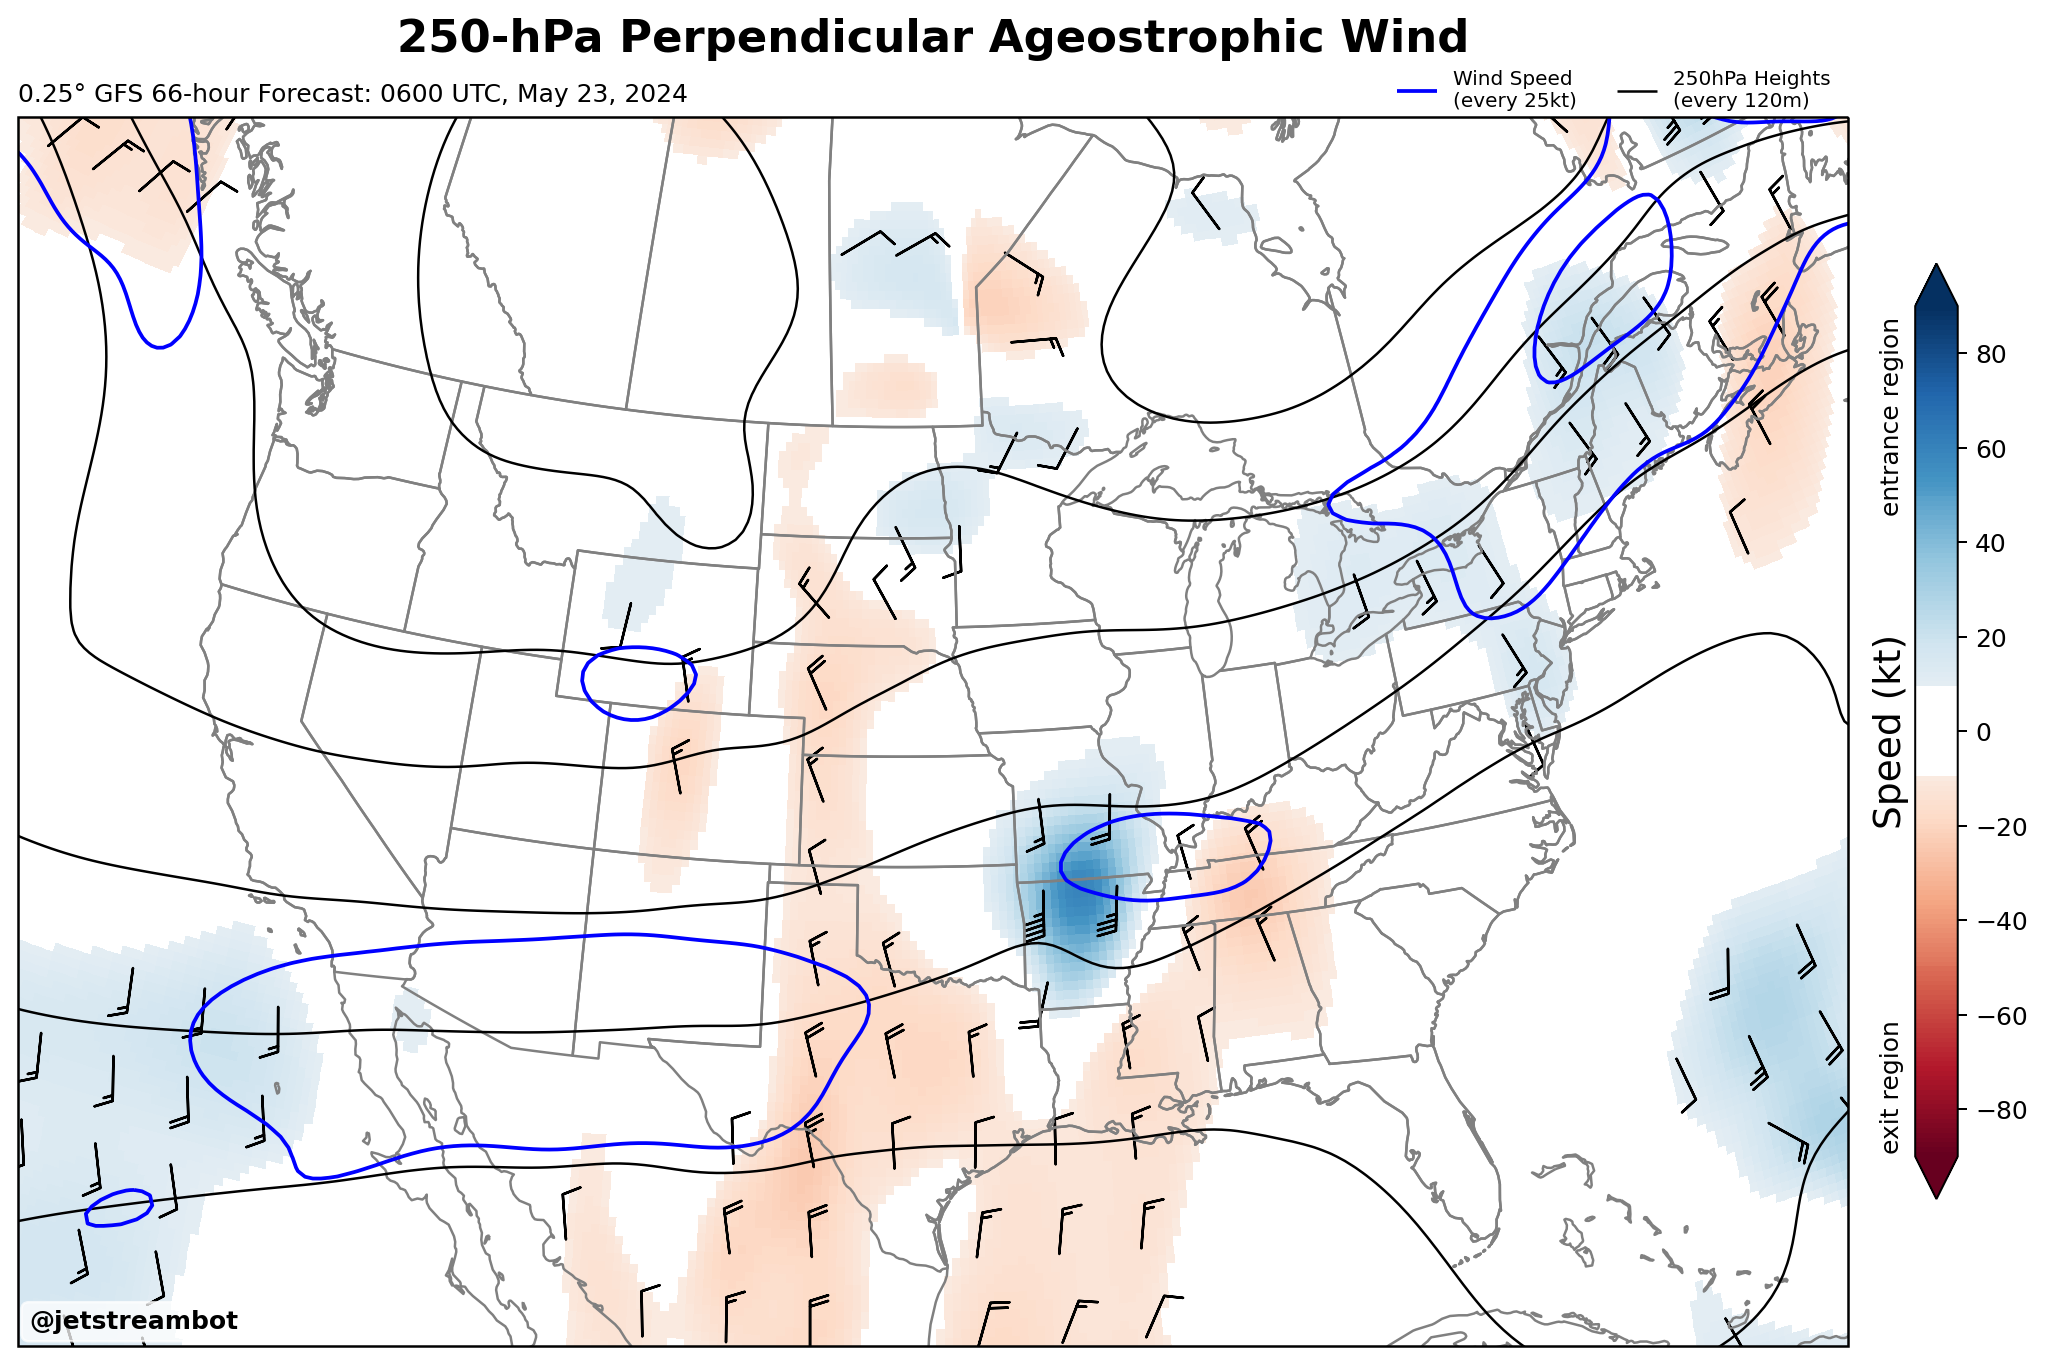 250-hPa Perpendicular Ageostrophic Wind
0.25° GFS 66-hour Forecast: 0600 UTC, May 23, 2024
Wind Speed
(every 25kt)
250hPa Heights
(every 120m)
entrance region
Speed (kt)
exit region
80
60
40
20
0
−20
−40
−60
−80
@jetstreambot